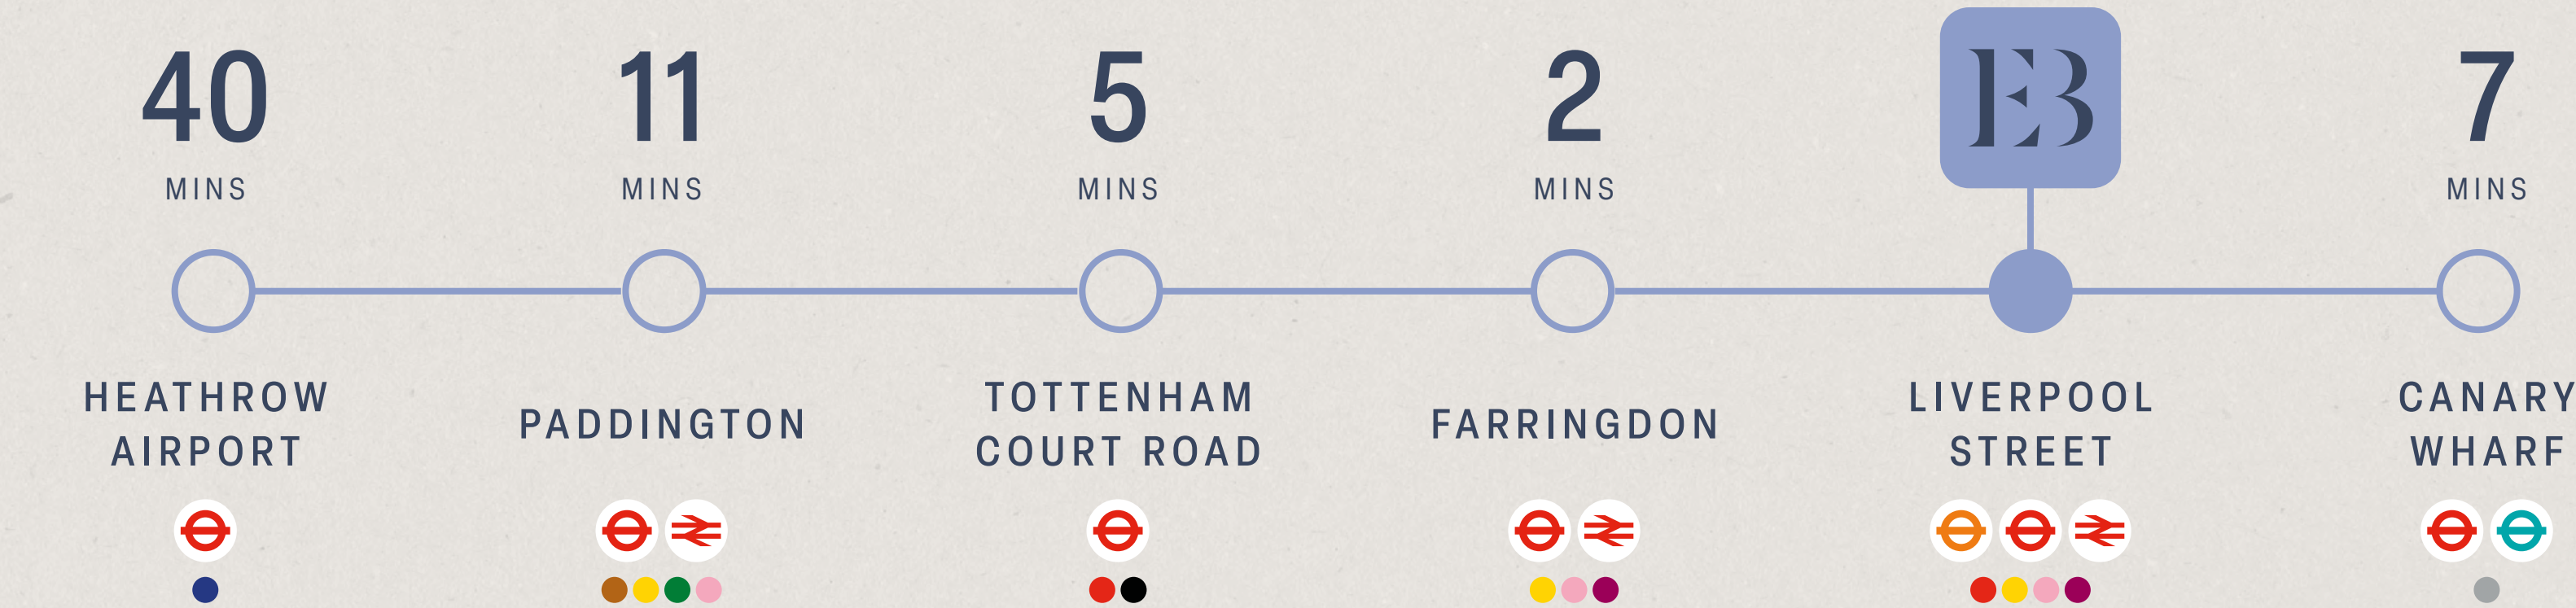 40
MINS
HEATHROW
AIRPORT
11
MINS
PADDINGTON
5
MINS
TOTTENHAM
COURT ROAD
2
MINS
FARRINGDON
EB
LIVERPOOL
STREET
7
MINS
CANARY
WHARF